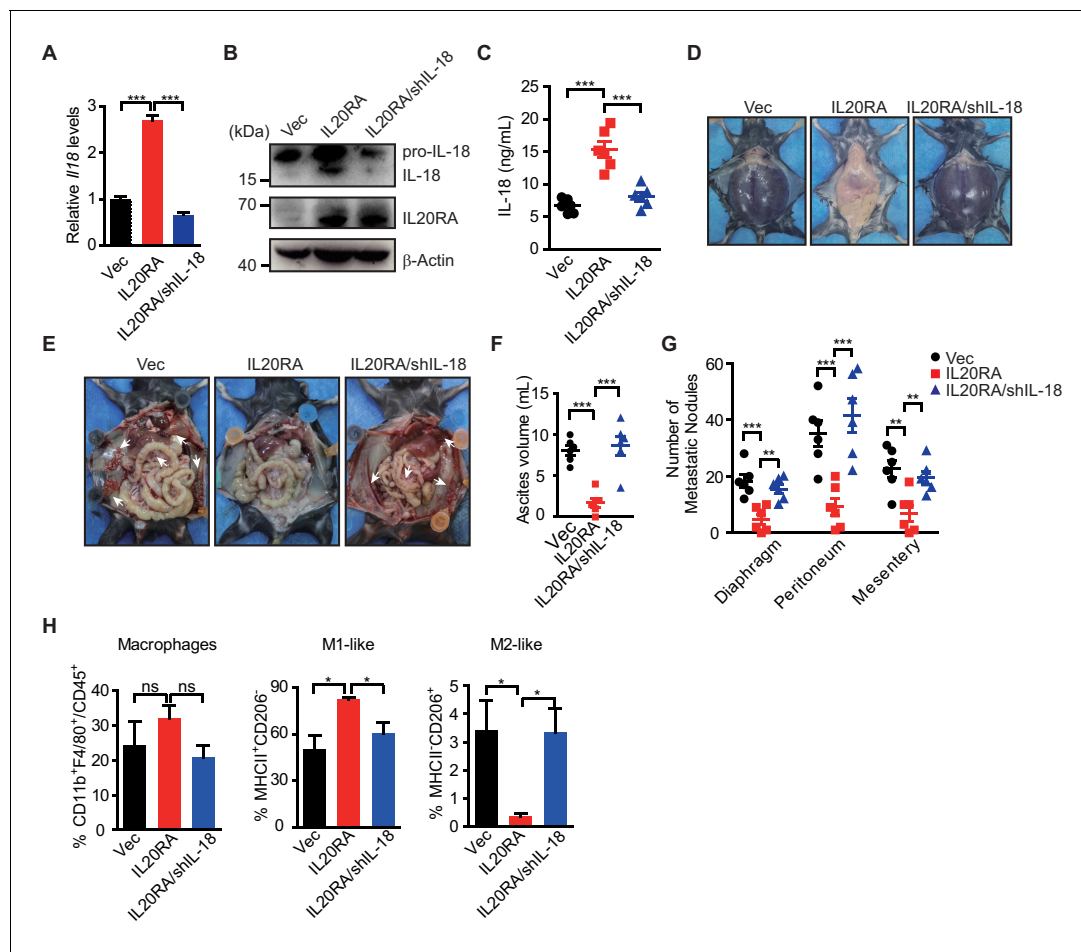 A
Relative Il18 levels
3
2
1
0
*** ***
Vec
IL20RA
IL20RA/shIL-18
B
Vec
IL20RA
IL20RA/shIL-18
(kDa)
pro-IL-18
IL-18
15
70
IL20RA
β-Actin
40
C
IL-18 (ng/mL)
25
20
15
10
5
0
***
***
Vec
IL20RA
IL20RA/shIL-18
D
Vec IL20RA IL20RA/shIL-18
E
Vec IL20RA IL20RA/shIL-18
F
Ascites volume (mL)
15
10
5
0
***
***
Vec
IL20RA
IL20RA/shIL-18
G
Number of
Metastatic Nodules
60
40
20
0
*** ** *** *** ** **
Vec
IL20RA
IL20RA/shIL-18
Diaphragm
Peritoneum
Mesentery
H
Macrophages
% CD11b⁺F4/80⁺/CD45⁺
40
30
20
10
0
ns ns
Vec
IL20RA
IL20RA/shIL-18
M1-like
% MHCII⁺CD206⁻
90
60
30
0
* *
Vec
IL20RA
IL20RA/shIL-18
M2-like
% MHCII⁻CD206⁺
5
4
3
2
1
0
* *
Vec
IL20RA
IL20RA/shIL-18